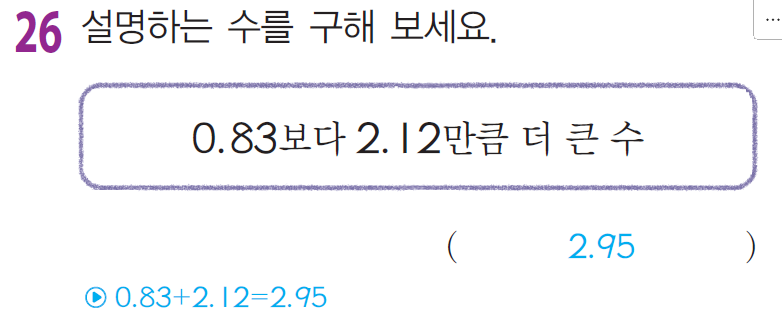 26 설명하는 수를 구해 보세요.
0.83보다 2.12만큼 더 큰 수
( 2.95 )
0.83+2.12=2.95